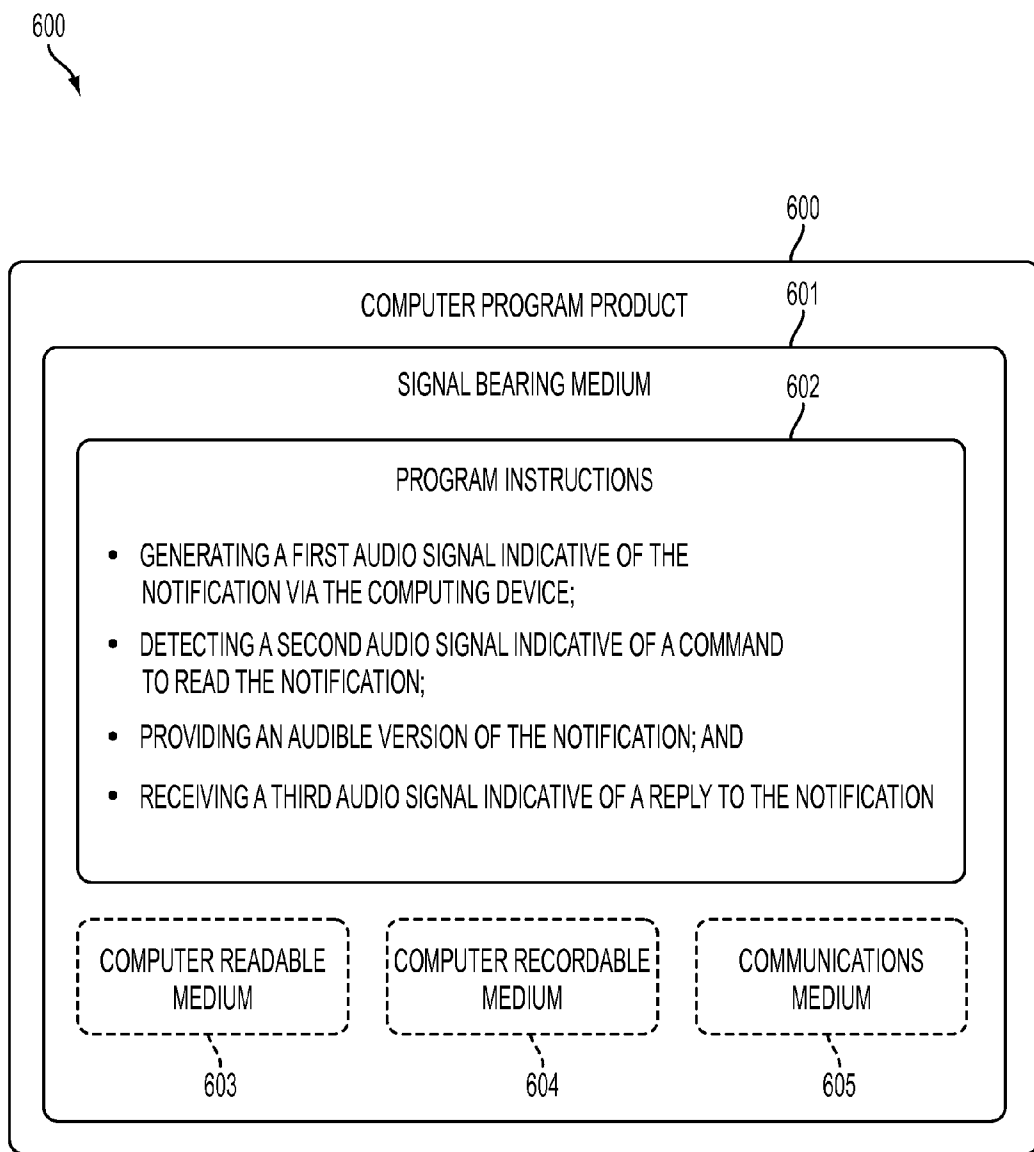 600
600
COMPUTER PROGRAM PRODUCT
601
SIGNAL BEARING MEDIUM
602
PROGRAM INSTRUCTIONS
• GENERATING A FIRST AUDIO SIGNAL INDICATIVE OF THE
NOTIFICATION VIA THE COMPUTING DEVICE;
• DETECTING A SECOND AUDIO SIGNAL INDICATIVE OF A COMMAND
TO READ THE NOTIFICATION;
• PROVIDING AN AUDIBLE VERSION OF THE NOTIFICATION; AND
• RECEIVING A THIRD AUDIO SIGNAL INDICATIVE OF A REPLY TO THE NOTIFICATION
COMPUTER READABLE
MEDIUM
COMPUTER RECORDABLE
MEDIUM
COMMUNICATIONS
MEDIUM
603
604
605